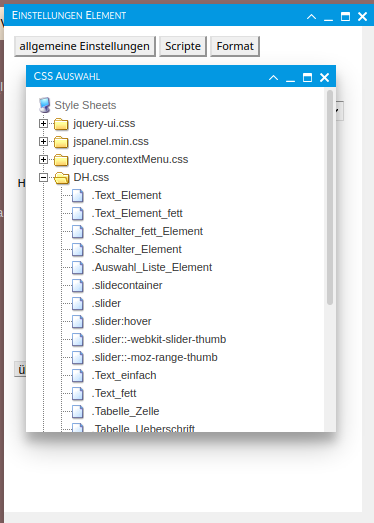 Einstellungen Element
allgemeine Einstellungen Scripte Format
CSS Auswahl
Style Sheets
jquery-ui.css
jspanel.min.css
jquery.contextMenu.css
DH.css
.Text_Element
.Text_Element_fett
.Schalter_fett_Element
.Schalter_Element
.Auswahl_Liste_Element
.slidecontainer
.slider
.slider:hover
.slider::-webkit-slider-thumb
.slider::-moz-range-thumb
.Text_einfach
.Text_fett
.Tabelle_Zelle
.Tabelle_Ueberschrift